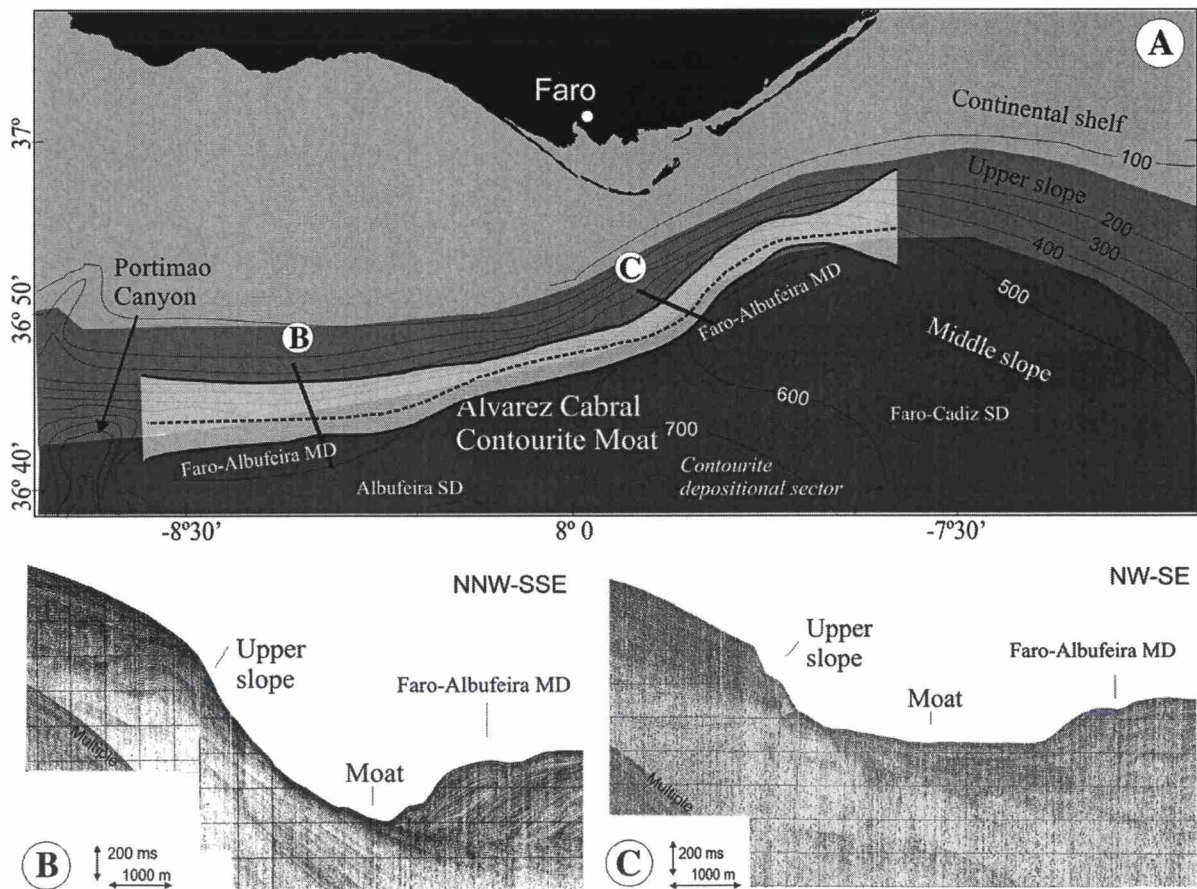 A
Faro
Continental shelf
100
Upper slope
200
300
400
500
Portimao
Canyon
C
B
Faro-Albufeira MD
Middle slope
600
Faro-Cadiz SD
Alvarez Cabral
Contourite Moat
700
Faro-Albufeira MD
Albufeira SD
Contourite
depositional sector
37°
36° 50'
36° 40'
-8°30'
8° 0
-7°30'
NNW-SSE
Upper
slope
Faro-Albufeira MD
Moat
Multiple
B
200 ms
1000 m
NW-SE
Upper
slope
Faro-Albufeira MD
Moat
Multiple
C
200 ms
1000 m